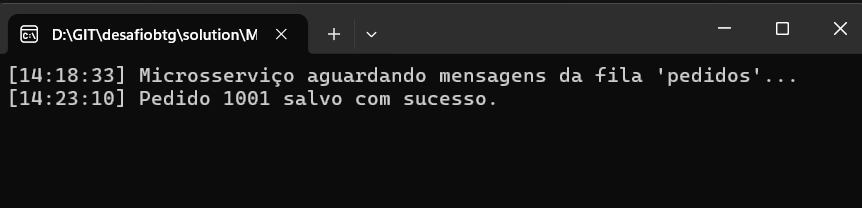 D:\GIT\desafiobtg\solution\M
[14:18:33] Microsserviço aguardando mensagens da fila 'pedidos'...
[14:23:10] Pedido 1001 salvo com sucesso.